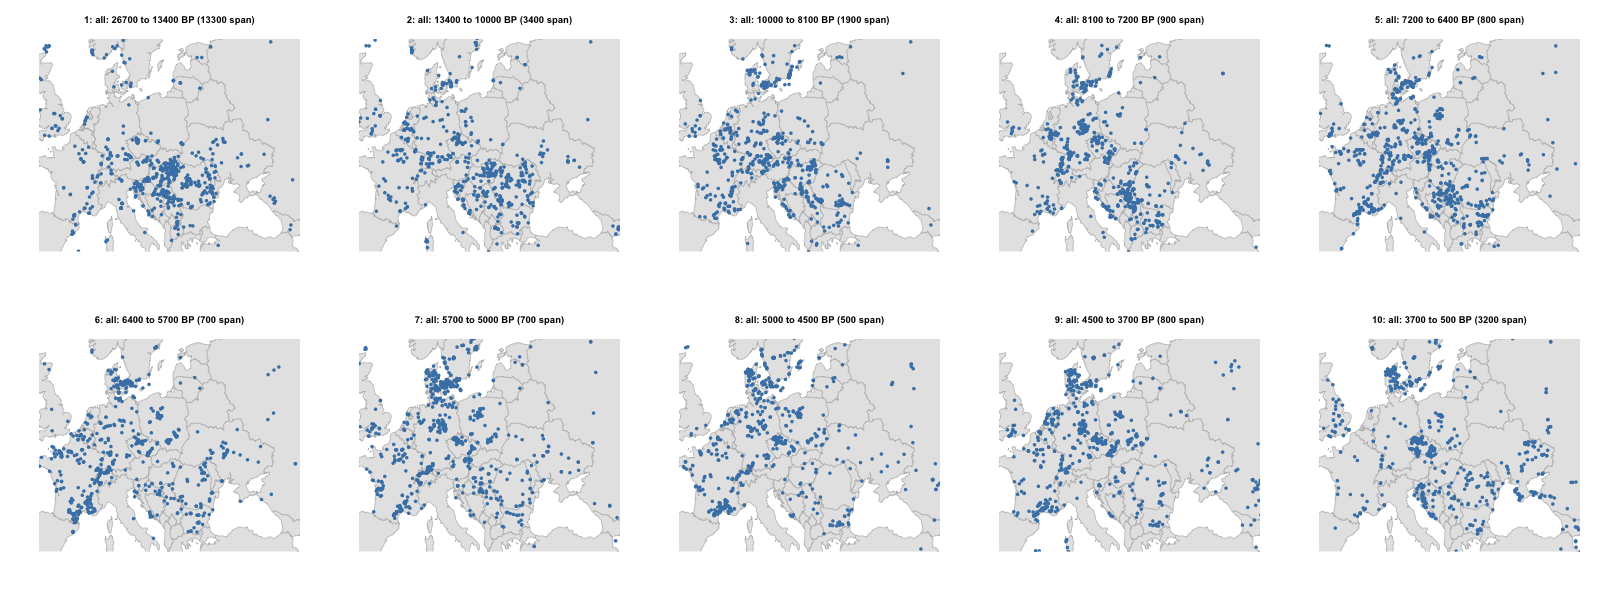 1: all: 26700 to 13400 BP (13300 span)
2: all: 13400 to 10000 BP (3400 span)
3: all: 10000 to 8100 BP (1900 span)
4: all: 8100 to 7200 BP (900 span)
5: all: 7200 to 6400 BP (800 span)
6: all: 6400 to 5700 BP (700 span)
7: all: 5700 to 5000 BP (700 span)
8: all: 5000 to 4500 BP (500 span)
9: all: 4500 to 3700 BP (800 span)
10: all: 3700 to 500 BP (3200 span)